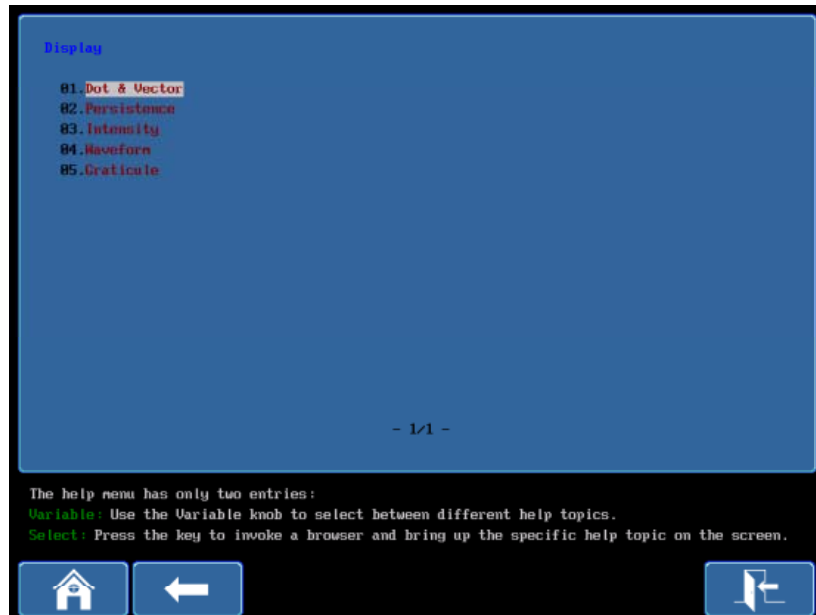 Display
01.Dot & Vector
02.Persistence
03.Intensity
04.Waveform
05.Graticule
- 1/1 -
The help menu has only two entries:
Variable: Use the Variable knob to select between different help topics.
Select: Press the key to invoke a browser and bring up the specific help topic on the screen.